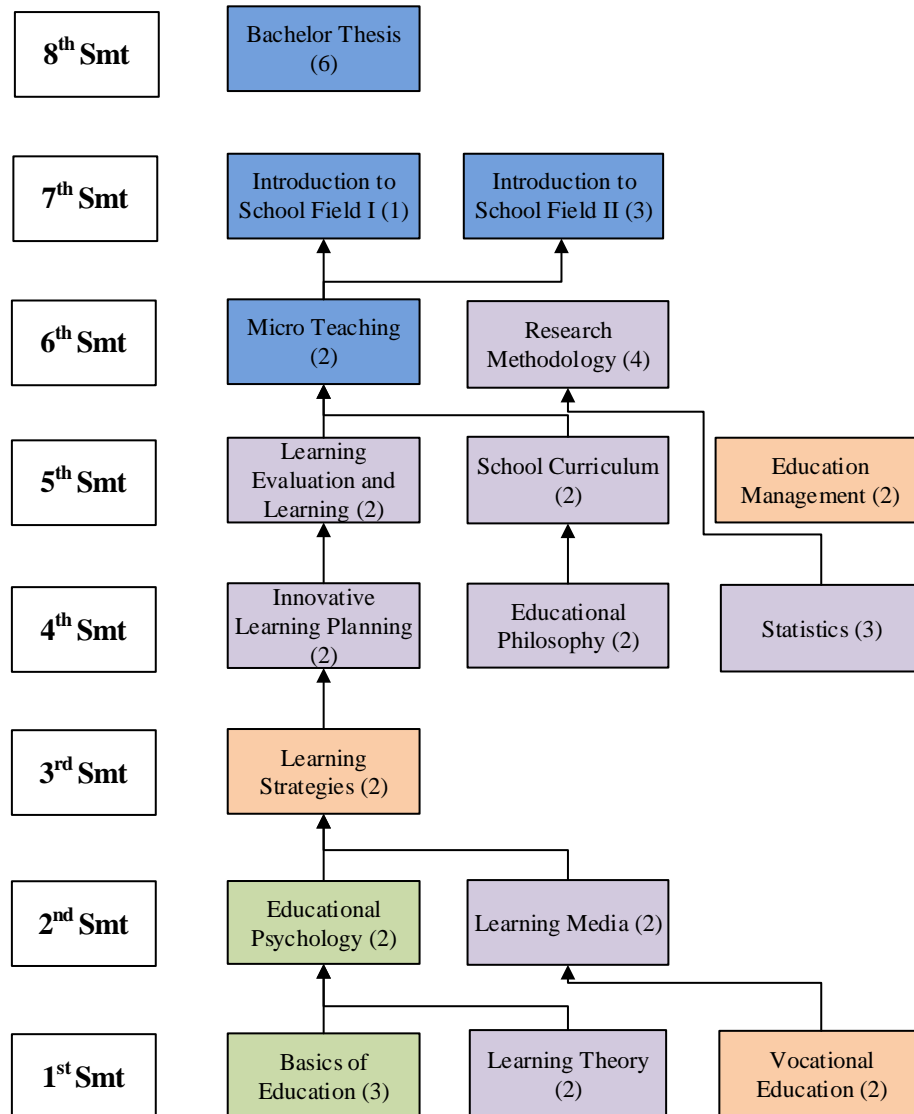 8th Smt
Bachelor Thesis
(6)
7th Smt
Introduction to
School Field I (1)
Introduction to
School Field II (3)
6th Smt
Micro Teaching
(2)
Research
Methodology (4)
5th Smt
Learning
Evaluation and
Learning (2)
School Curriculum
(2)
Education
Management (2)
4th Smt
Innovative
Learning Planning
(2)
Educational
Philosophy (2)
Statistics (3)
3rd Smt
Learning
Strategies (2)
2nd Smt
Educational
Psychology (2)
Learning Media (2)
1st Smt
Basics of
Education (3)
Learning Theory
(2)
Vocational
Education (2)